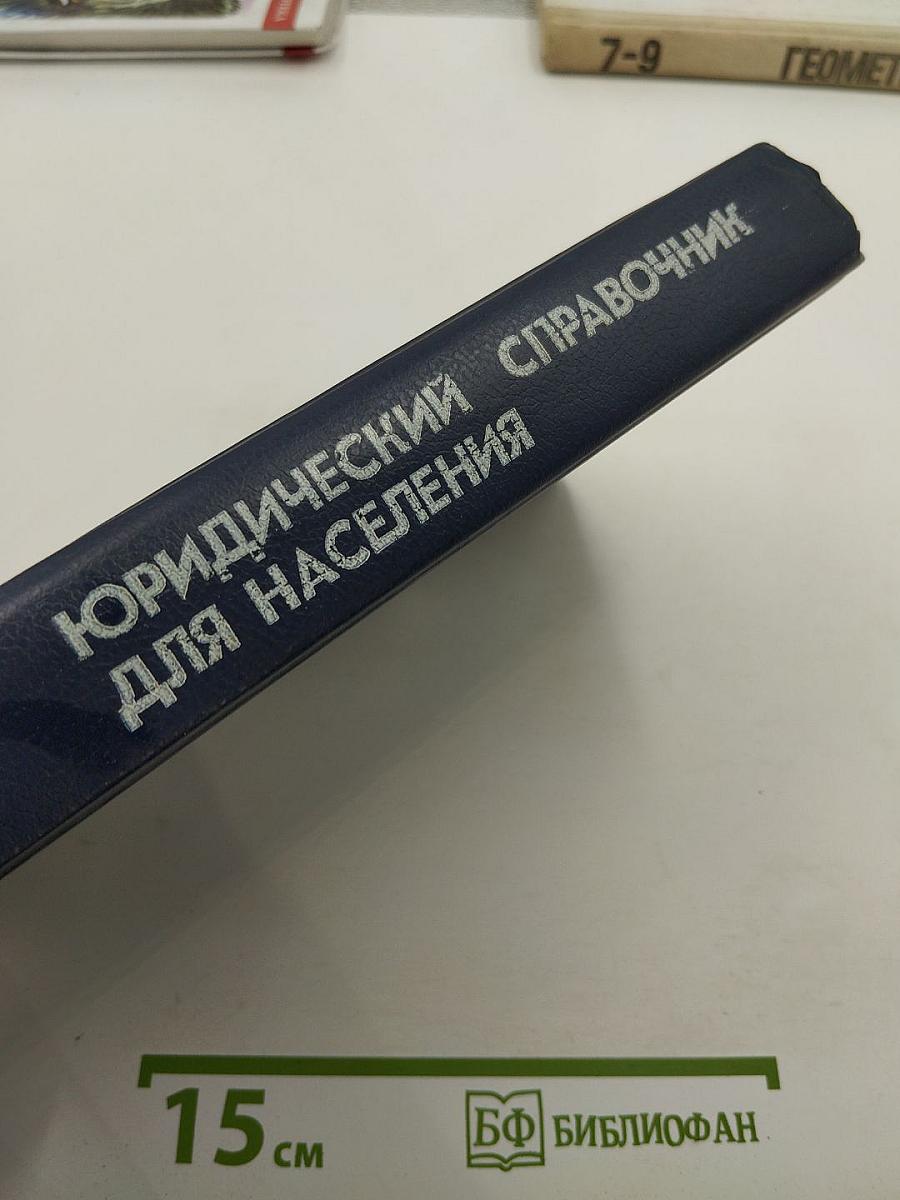 7-9 ГЕОМЕТ
ЮРИДИЧЕСКИЙ СПРАВОЧНИК
ДЛЯ НАСЕЛЕНИЯ
15 см
БФ БИБЛИОФАН